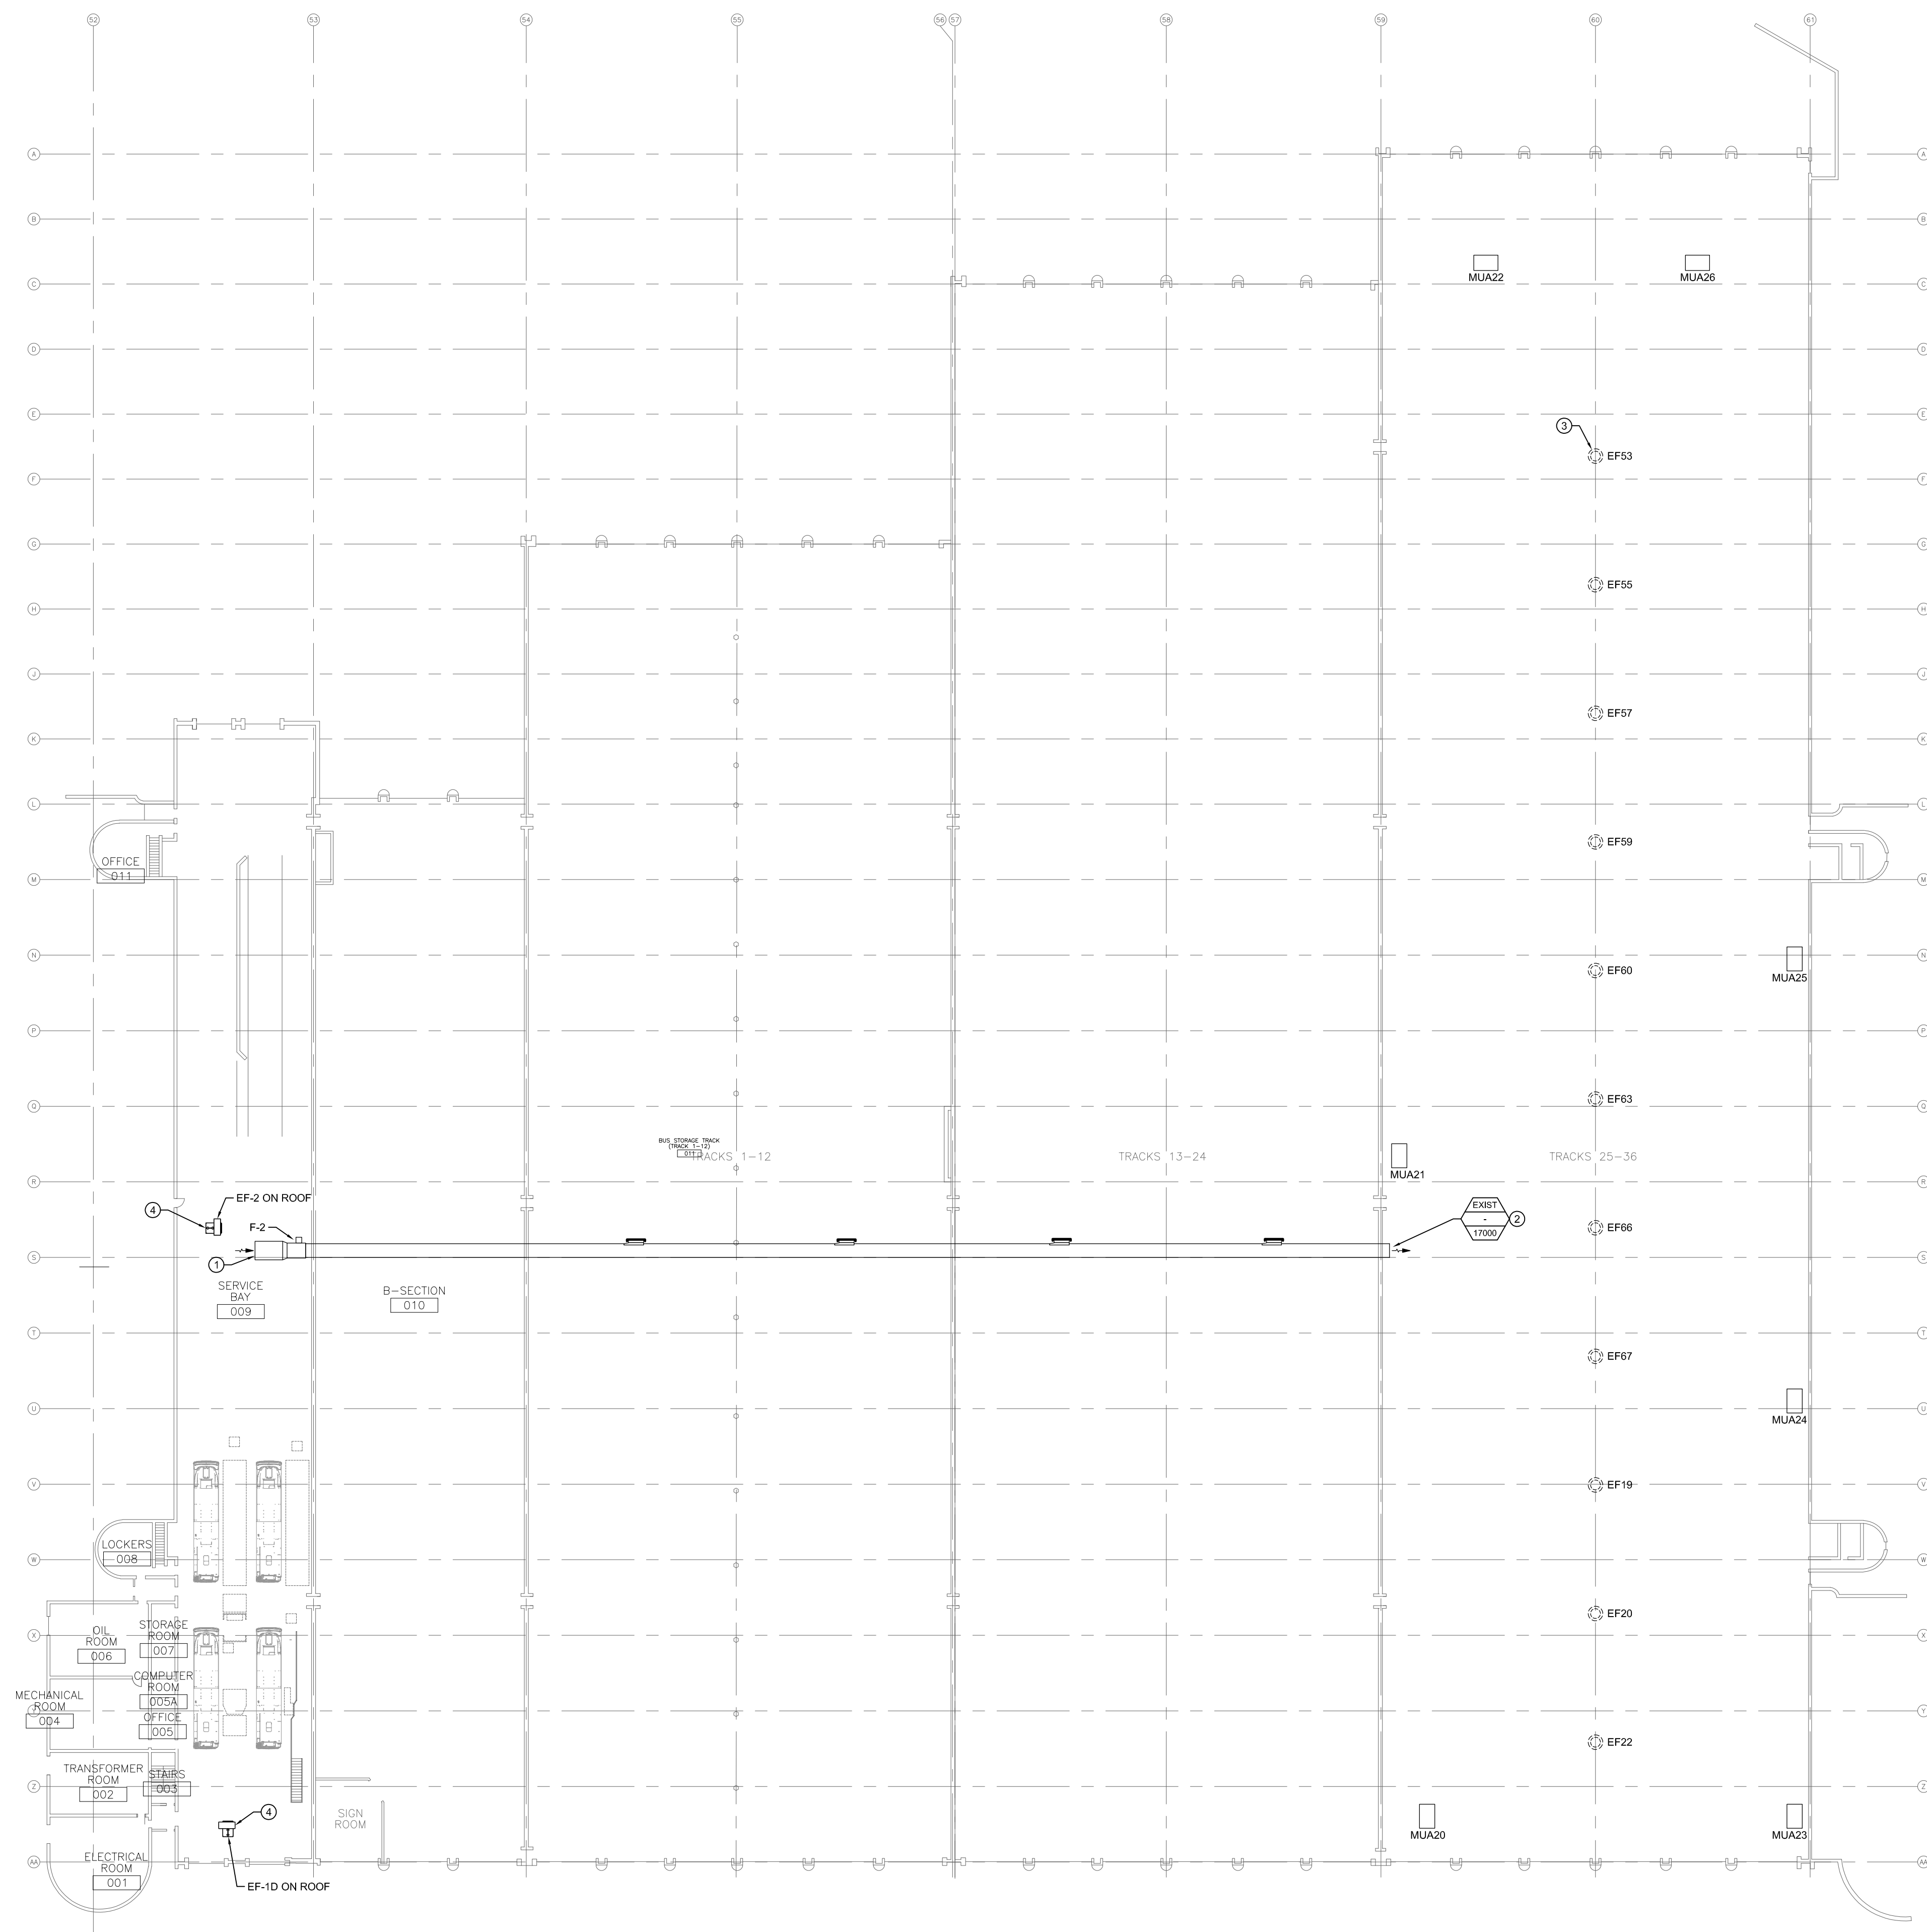 52
53
54
55
56
57
58
59
60
61
A
A
B
B
MUA22
MUA26
C
C
D
D
E
E
3
EF53
F
F
G
G
EF55
H
H
J
J
EF57
K
K
L
L
EF59
OFFICE
011
M
M
N
N
EF60
MUA25
P
P
EF63
Q
Q
BUS STORAGE TRACK
(TRACK 1-12)
011
TRACKS 1-12
TRACKS 13-24
TRACKS 25-36
MUA21
R
R
EF-2 ON ROOF
4
F-2
EXIST
-
17000
2
EF66
1
S
S
SERVICE
BAY
009
B-SECTION
010
T
T
EF67
U
U
MUA24
V
V
EF19
LOCKERS
008
W
W
EF20
OIL
ROOM
006
STORAGE
ROOM
007
X
X
COMPUTER
ROOM
005A
MECHANICAL
ROOM
004
OFFICE
005
Y
EF22
TRANSFORMER
ROOM
002
STAIRS
003
Z
Z
4
SIGN
ROOM
MUA20
MUA23
ELECTRICAL
ROOM
001
AA
AA
EF-1D ON ROOF